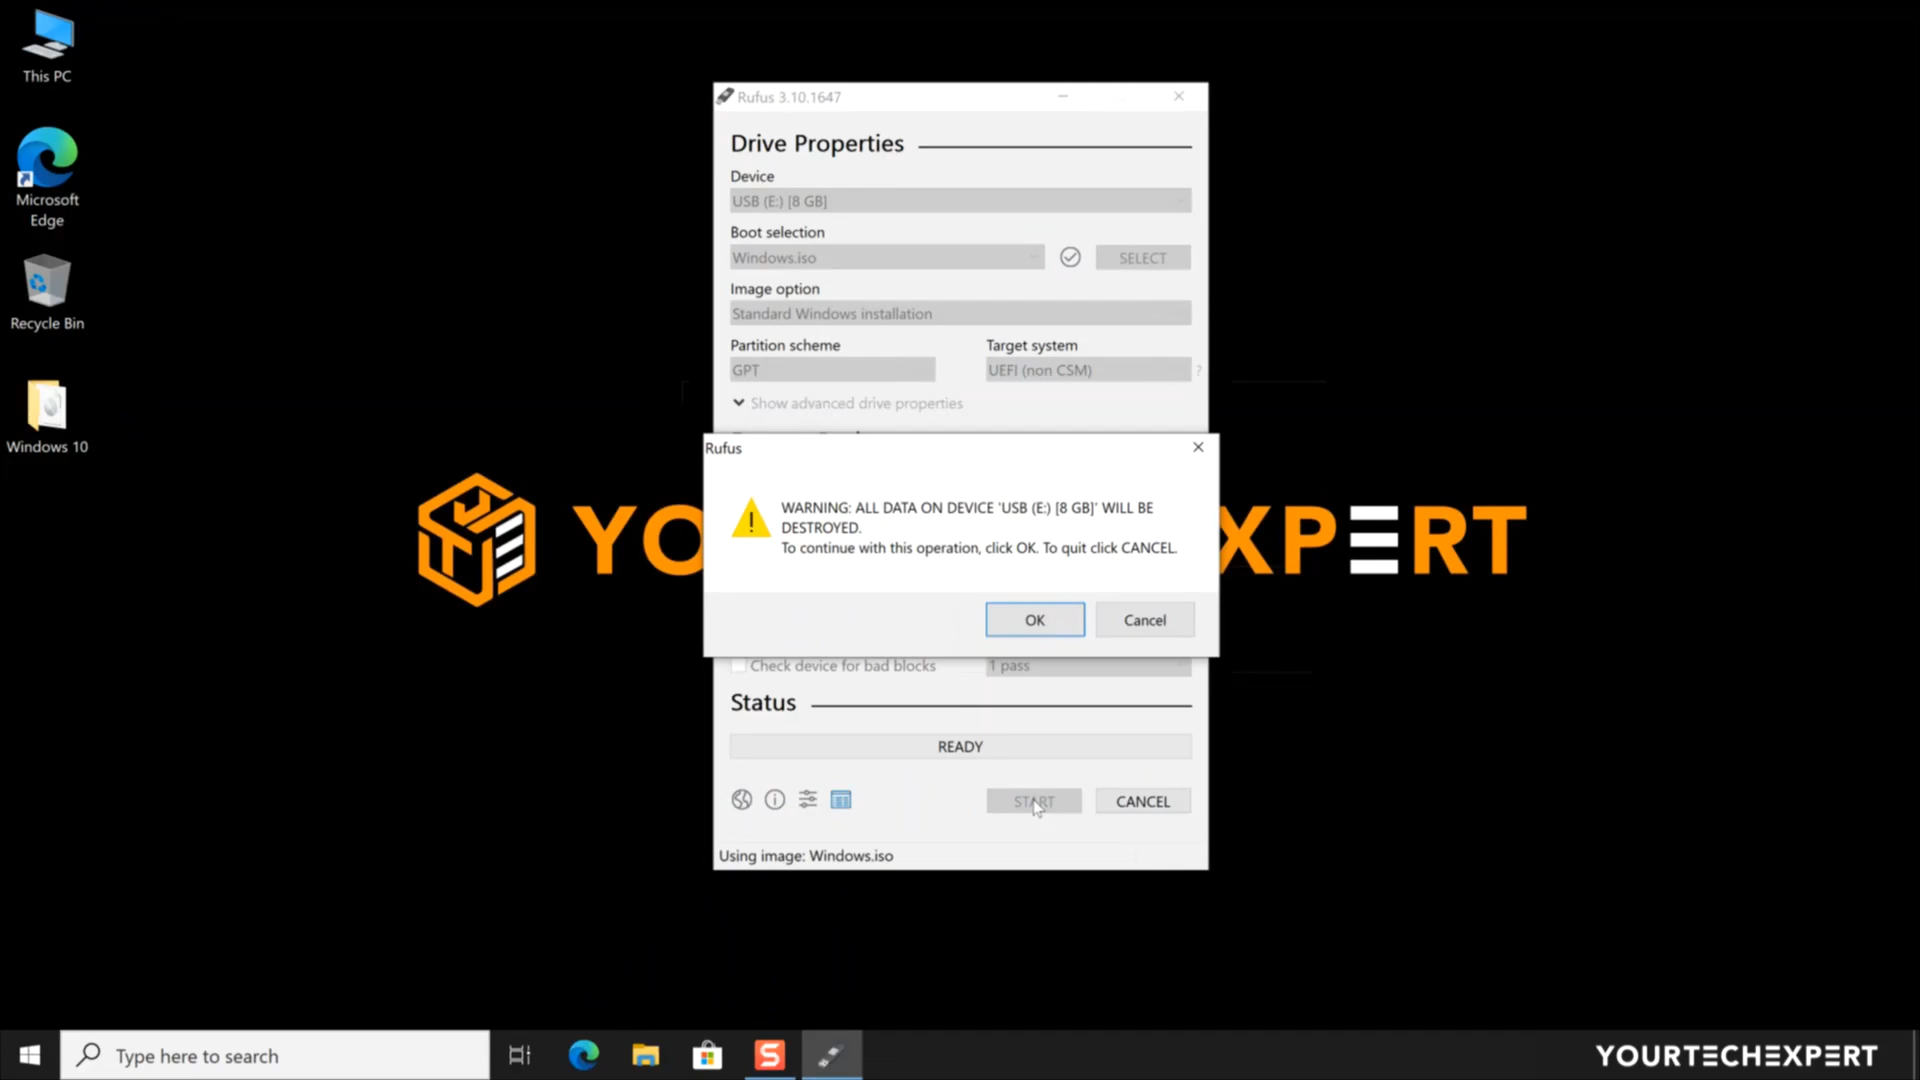 This PC
Microsoft
Edge
Recycle Bin
Windows 10
Rufus 3.10.1647
Drive Properties
Device
USB (E:) [8 GB]
Boot selection
Windows.iso
SELECT
Image option
Standard Windows installation
Partition scheme
Target system
GPT
UEFI (non CSM)
?
Show advanced drive properties
Rufus
WARNING: ALL DATA ON DEVICE 'USB (E:) [8 GB]' WILL BE
DESTROYED.
To continue with this operation, click OK. To quit click CANCEL.
OK
Cancel
YO XPERT
Check device for bad blocks
1 pass
Status
READY
START
CANCEL
Using image: Windows.iso
Type here to search
YOURTECHEXPERT